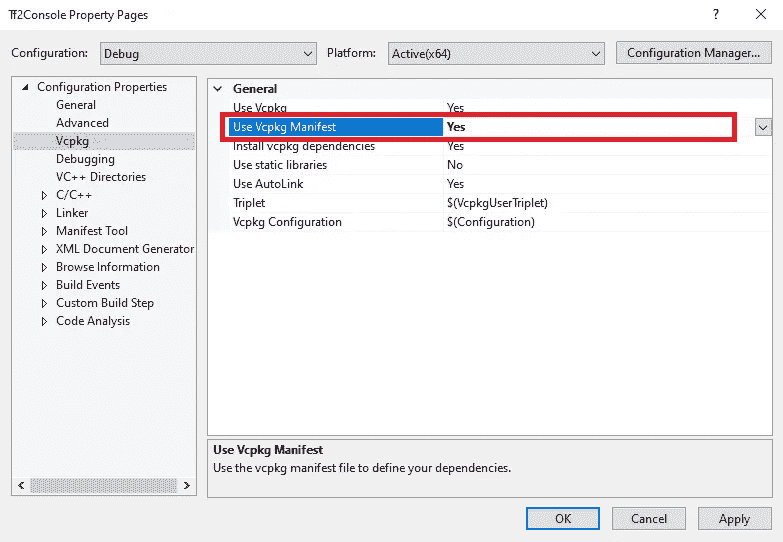 Tf2Console Property Pages
Configuration: Debug Platform: Active(x64) Configuration Manager...
Configuration Properties
General
Advanced
Vcpkg
Debugging
VC++ Directories
C/C++
Linker
Manifest Tool
XML Document Generator
Browse Information
Build Events
Custom Build Step
Code Analysis
General
Use Vcpkg Yes
Use Vcpkg Manifest Yes
Install vcpkg dependencies Yes
Use static libraries No
Use AutoLink Yes
Triplet $(VcpkgUserTriplet)
Vcpkg Configuration $(Configuration)
Use Vcpkg Manifest
Use the vcpkg manifest file to define your dependencies.
OK Cancel Apply